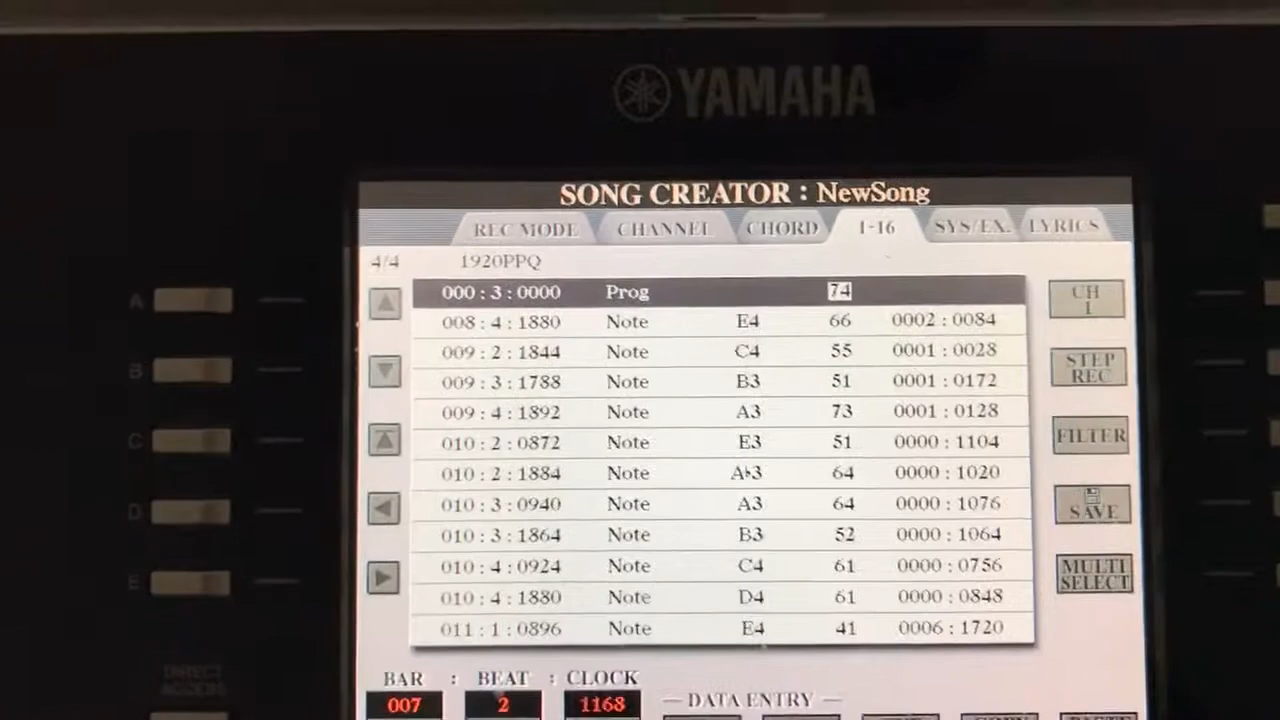 YAMAHA
SONG CREATOR : NewSong
REC MODE CHANNEL CHORD 1-16 SYS/EX. LYRICS
4/4 1920PPQ
000 : 3 : 0000 Prog 74
008 : 4 : 1880 Note E4 66 0002 : 0084
009 : 2 : 1844 Note C4 55 0001 : 0028
009 : 3 : 1788 Note B3 51 0001 : 0172
009 : 4 : 1892 Note A3 73 0001 : 0128
010 : 2 : 0872 Note E3 51 0000 : 1104
010 : 2 : 1884 Note A♭3 64 0000 : 1020
010 : 3 : 0940 Note A3 64 0000 : 1076
010 : 3 : 1864 Note B3 52 0000 : 1064
010 : 4 : 0924 Note C4 61 0000 : 0756
010 : 4 : 1880 Note D4 61 0000 : 0848
011 : 1 : 0896 Note E4 41 0006 : 1720
A
B
C
D
E
CH
1
STEP
REC
FILTER
SAVE
MULTI
SELECT
DIRECT
ACCESS
BAR : BEAT : CLOCK
007 2 1168
DATA ENTRY